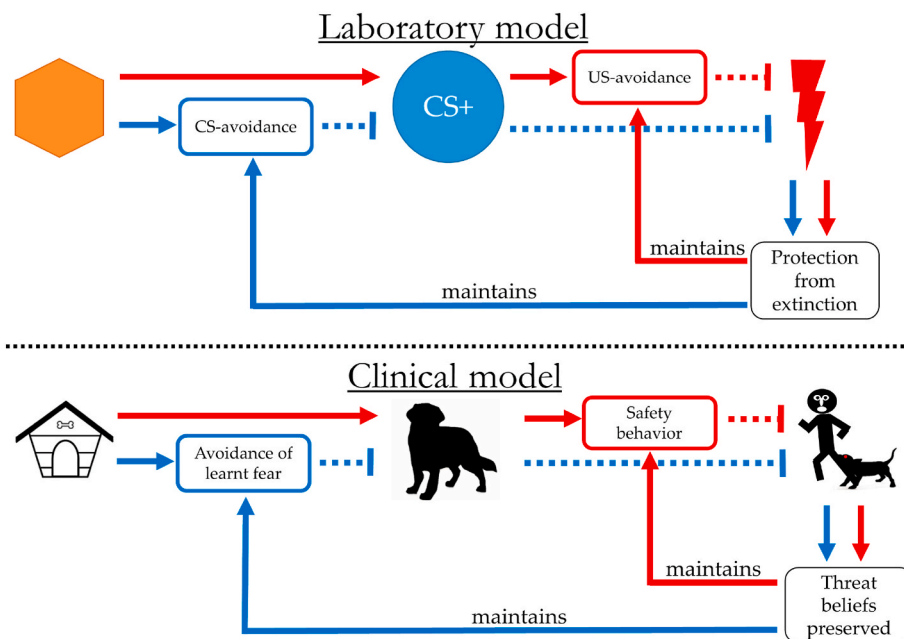 Laboratory model
CS-avoidance
CS+
US-avoidance
maintains
maintains
Protection
from
extinction
Clinical model
Avoidance of
learnt fear
Safety
behavior
maintains
maintains
Threat
beliefs
preserved